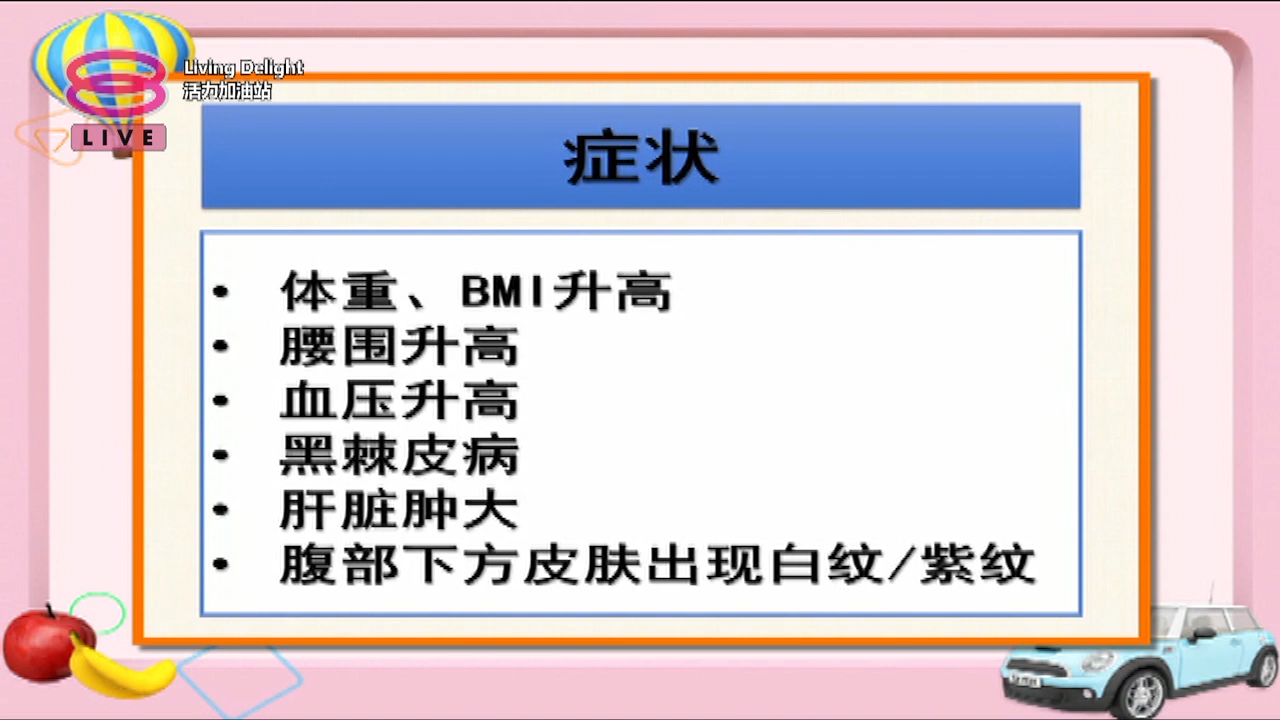 Living Delight
活力加油站
LIVE
症状
• 体重、BMI升高
• 腰围升高
• 血压升高
• 黑棘皮病
• 肝脏肿大
• 腹部下方皮肤出现白纹/紫纹